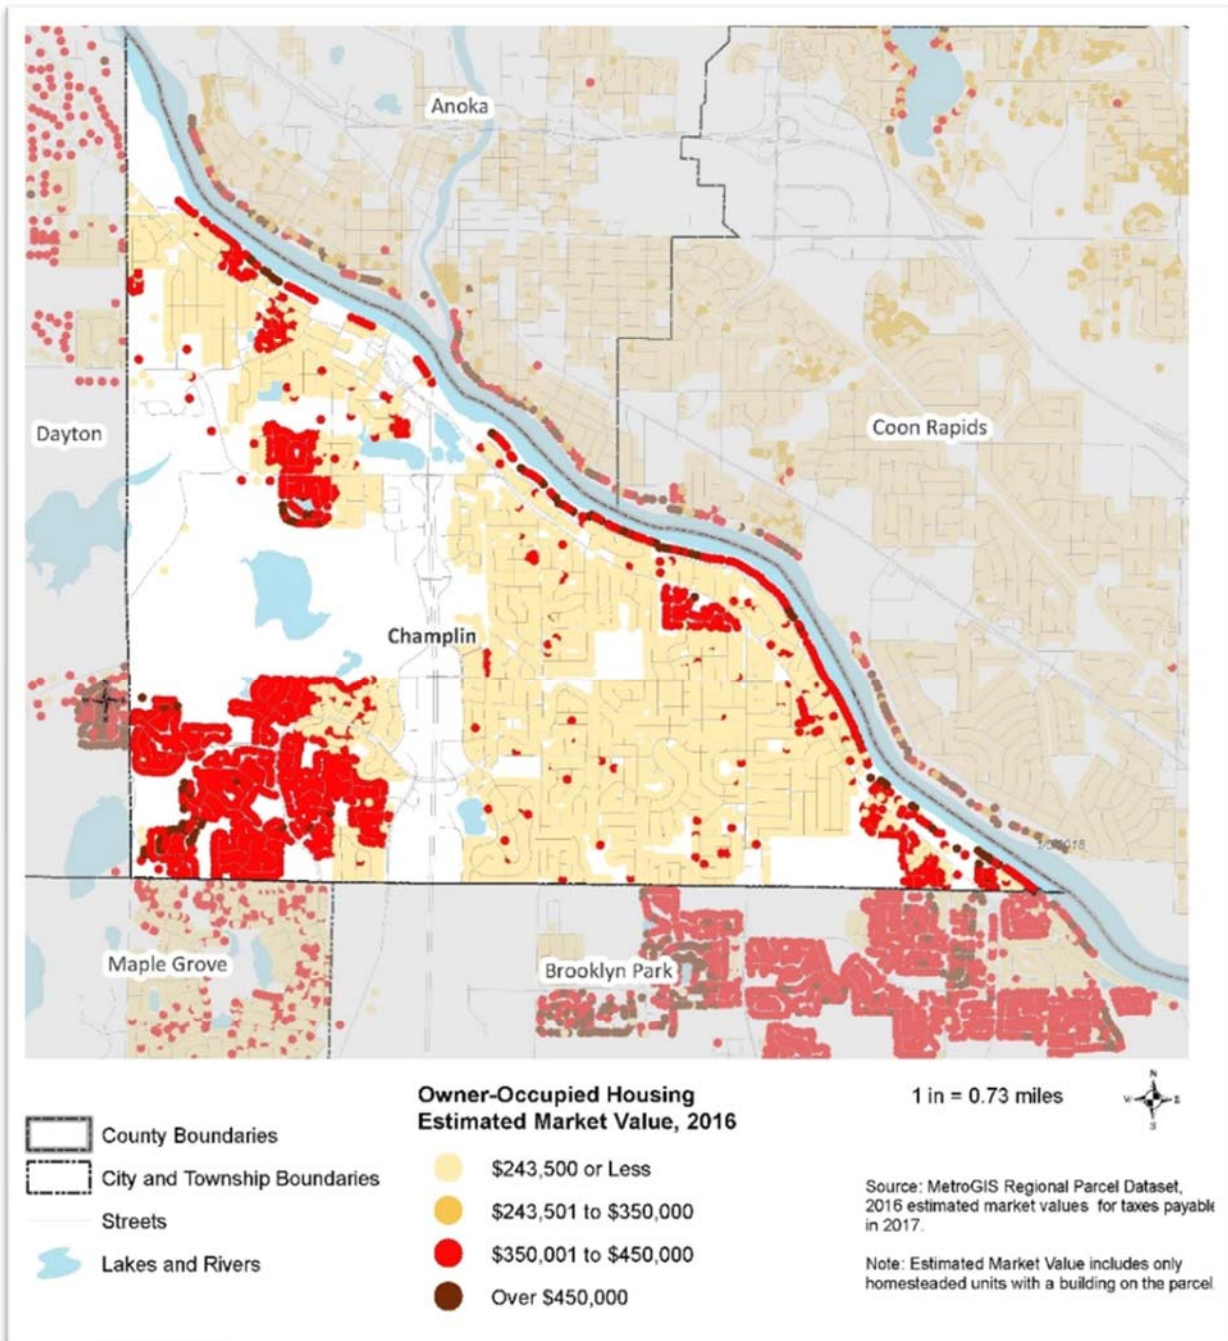 Anoka
Coon Rapids
Dayton
Champlin
Maple Grove
Brooklyn Park
Owner-Occupied Housing
Estimated Market Value, 2016
$243,500 or Less
$243,501 to $350,000
$350,001 to $450,000
Over $450,000
County Boundaries
City and Township Boundaries
Streets
Lakes and Rivers
1 in = 0.73 miles
N
W
E
S
Source: MetroGIS Regional Parcel Dataset,
2016 estimated market values for taxes payable
in 2017.
Note: Estimated Market Value includes only
homesteaded units with a building on the parcel